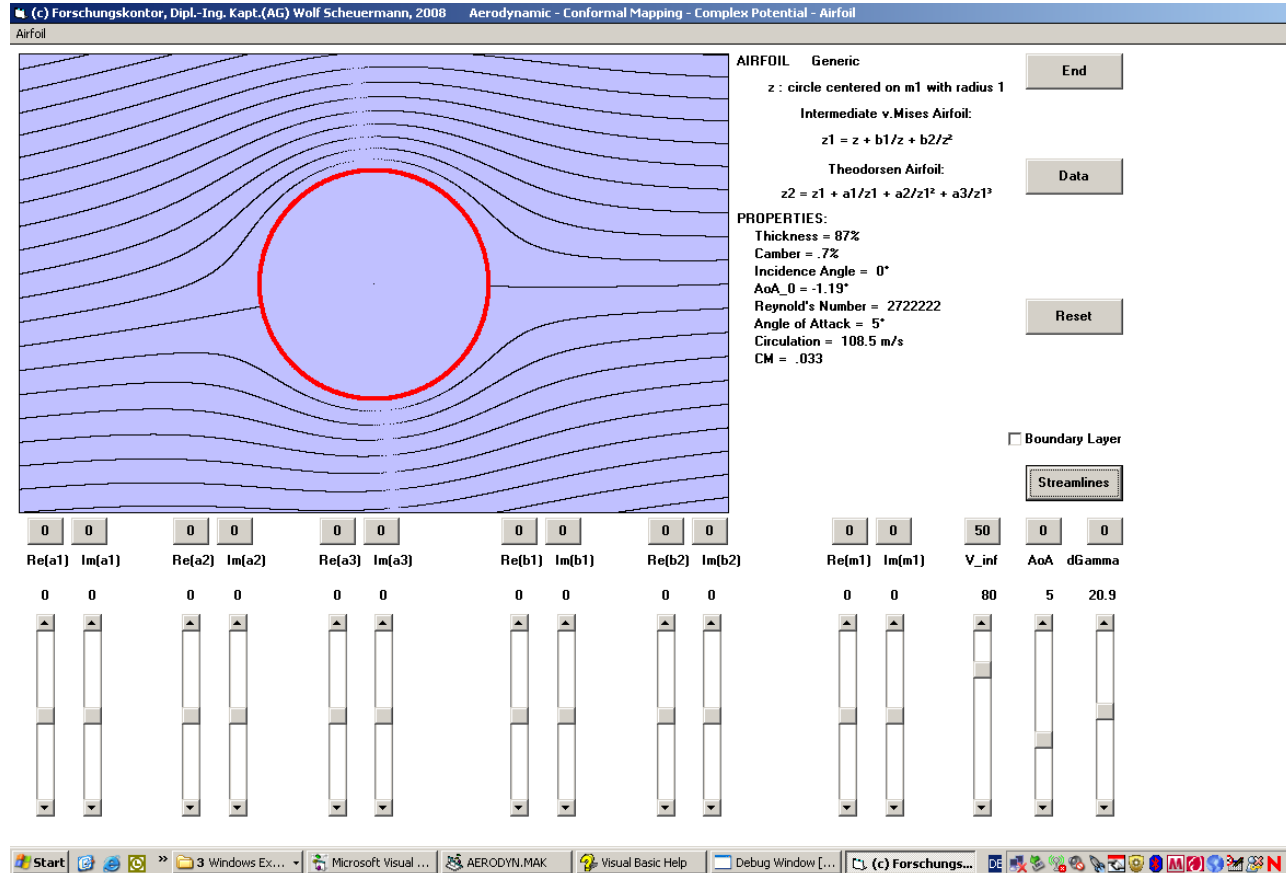 (c) Forschungskontor, Dipl.-Ing. Kapt.(AG) Wolf Scheuermann, 2008 Aerodynamic - Conformal Mapping - Complex Potential - Airfoil
Airfoil
AIRFOIL Generic
z : circle centered on m1 with radius 1
Intermediate v.Mises Airfoil:
z1 = z + b1/z + b2/z²
Theodorsen Airfoil:
z2 = z1 + a1/z1 + a2/z1² + a3/z1³
PROPERTIES:
Thickness = 87%
Camber = .7%
Incidence Angle = 0°
AoA_0 = -1.19°
Reynold's Number = 2722222
Angle of Attack = 5°
Circulation = 108.5 m/s
CM = .033
End
Data
Reset
Boundary Layer
Streamlines
0 0 0 0 0 0 0 0 0 0 0 0 50 0 0
Re(a1) Im(a1) Re(a2) Im(a2) Re(a3) Im(a3) Re(b1) Im(b1) Re(b2) Im(b2) Re(m1) Im(m1) V_inf AoA dGamma
0 0 0 0 0 0 0 0 0 0 0 0 80 5 20.9
Start » 3 Windows Ex... Microsoft Visual ... AERODYN.MAK Visual Basic Help Debug Window [... (c) Forschungs... DE